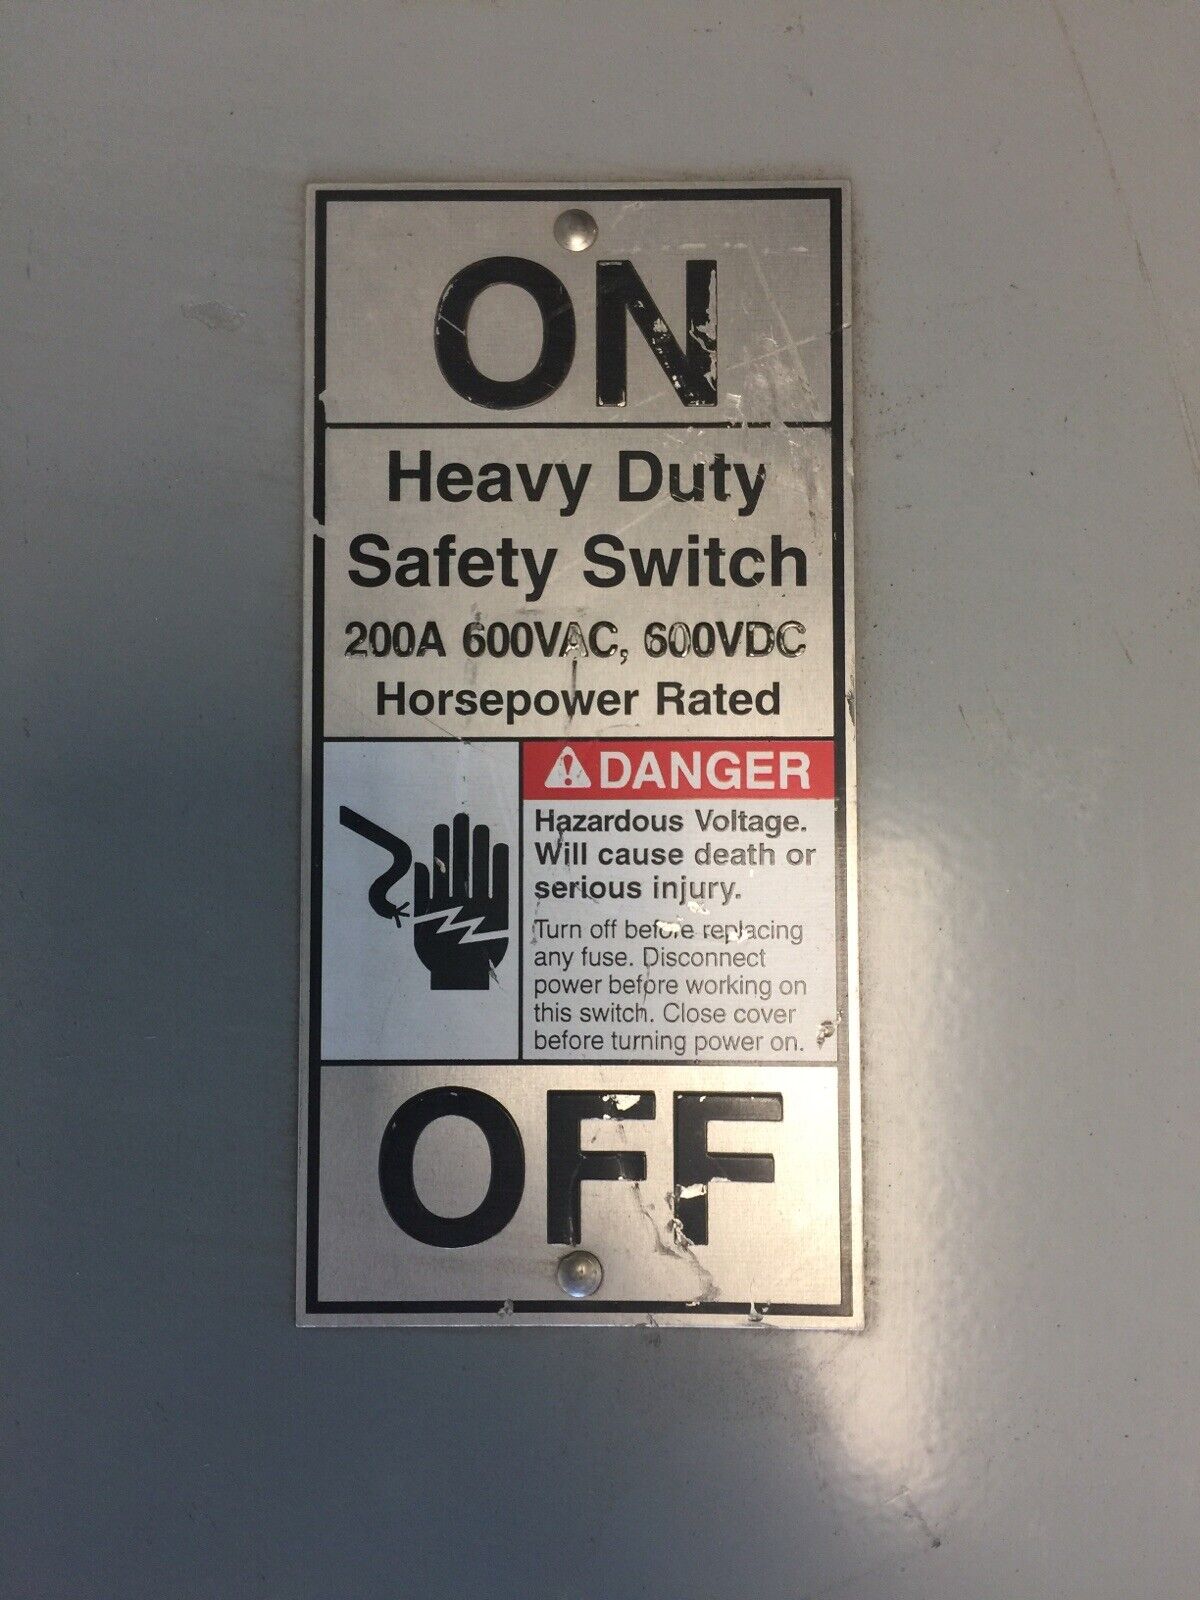 ON
Heavy Duty
Safety Switch
200A 600VAC, 600VDC
Horsepower Rated
DANGER
Hazardous Voltage.
Will cause death or
serious injury.
Turn off before replacing
any fuse. Disconnect
power before working on
this switch. Close cover
before turning power on.
OFF